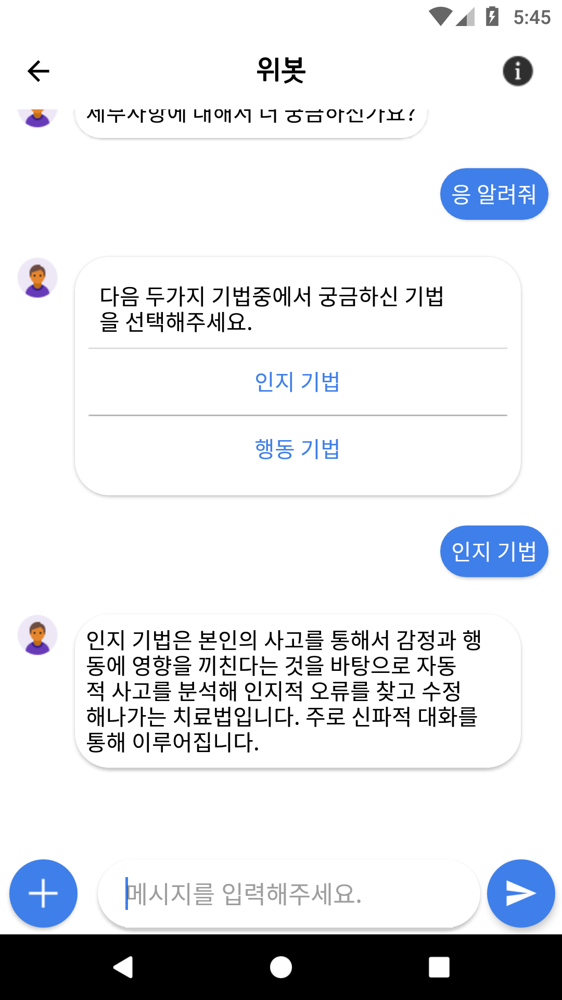 5:45
위봇
세부사항에 대해서 더 궁금하신가요?
응 알려줘
다음 두가지 기법중에서 궁금하신 기법
을 선택해주세요.
인지 기법
행동 기법
인지 기법
인지 기법은 본인의 사고를 통해서 감정과 행
동에 영향을 끼친다는 것을 바탕으로 자동
적 사고를 분석해 인지적 오류를 찾고 수정
해나가는 치료법입니다. 주로 신파적 대화를
통해 이루어집니다.
메시지를 입력해주세요.